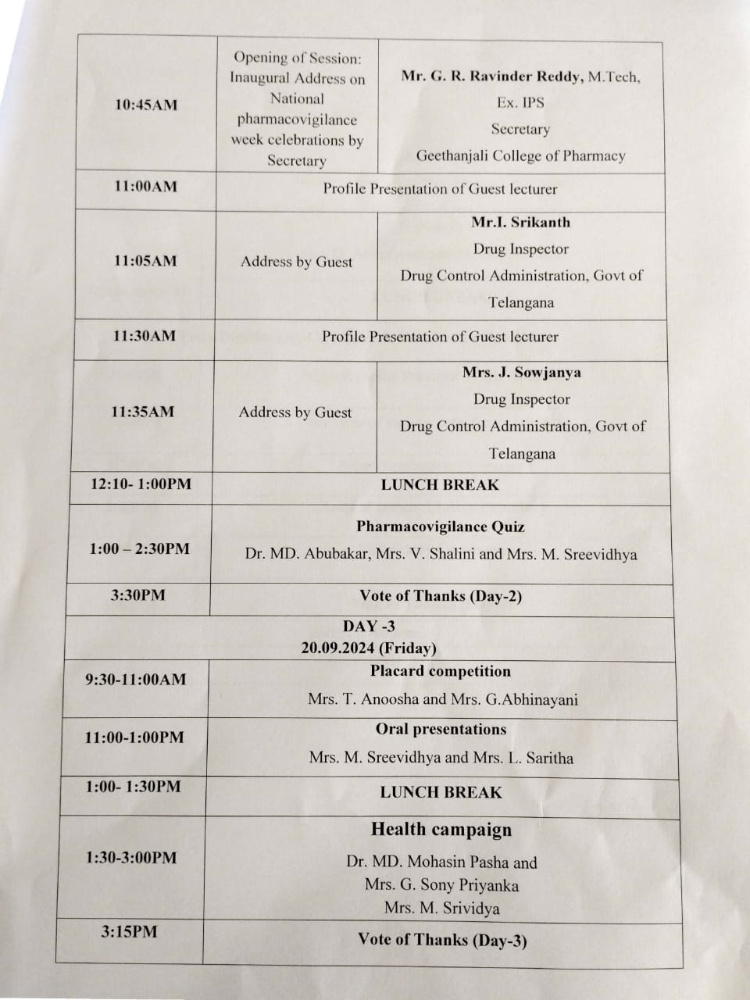 10:45AM
Opening of Session:
Inaugural Address on
National
pharmacovigilance
week celebrations by
Secretary
Mr. G. R. Ravinder Reddy, M.Tech,
Ex. IPS
Secretary
Geethanjali College of Pharmacy
11:00AM
Profile Presentation of Guest lecturer
11:05AM
Address by Guest
Mr.I. Srikanth
Drug Inspector
Drug Control Administration, Govt of
Telangana
11:30AM
Profile Presentation of Guest lecturer
11:35AM
Address by Guest
Mrs. J. Sowjanya
Drug Inspector
Drug Control Administration, Govt of
Telangana
12:10- 1:00PM
LUNCH BREAK
1:00 – 2:30PM
Pharmacovigilance Quiz
Dr. MD. Abubakar, Mrs. V. Shalini and Mrs. M. Sreevidhya
3:30PM
Vote of Thanks (Day-2)
DAY -3
20.09.2024 (Friday)
9:30-11:00AM
Placard competition
Mrs. T. Anoosha and Mrs. G.Abhinayani
11:00-1:00PM
Oral presentations
Mrs. M. Sreevidhya and Mrs. L. Saritha
1:00- 1:30PM
LUNCH BREAK
1:30-3:00PM
Health campaign
Dr. MD. Mohasin Pasha and
Mrs. G. Sony Priyanka
Mrs. M. Srividya
3:15PM
Vote of Thanks (Day-3)